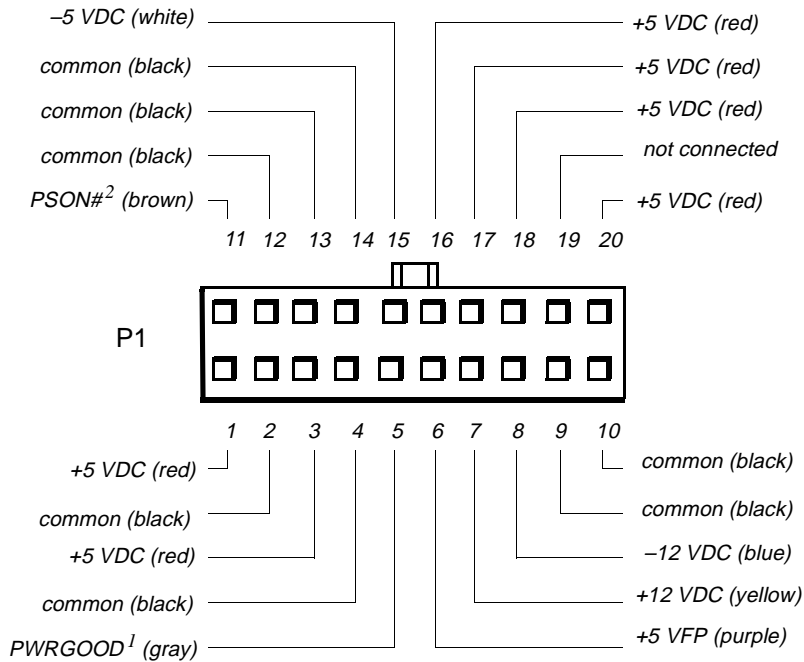 –5 VDC (white)
common (black)
common (black)
common (black)
PSON#2 (brown)
+5 VDC (red)
+5 VDC (red)
+5 VDC (red)
not connected
+5 VDC (red)
11 12 13 14 15 16 17 18 19 20
P1
1 2 3 4 5 6 7 8 9 10
+5 VDC (red)
common (black)
+5 VDC (red)
common (black)
PWRGOOD1 (gray)
common (black)
common (black)
–12 VDC (blue)
+12 VDC (yellow)
+5 VFP (purple)